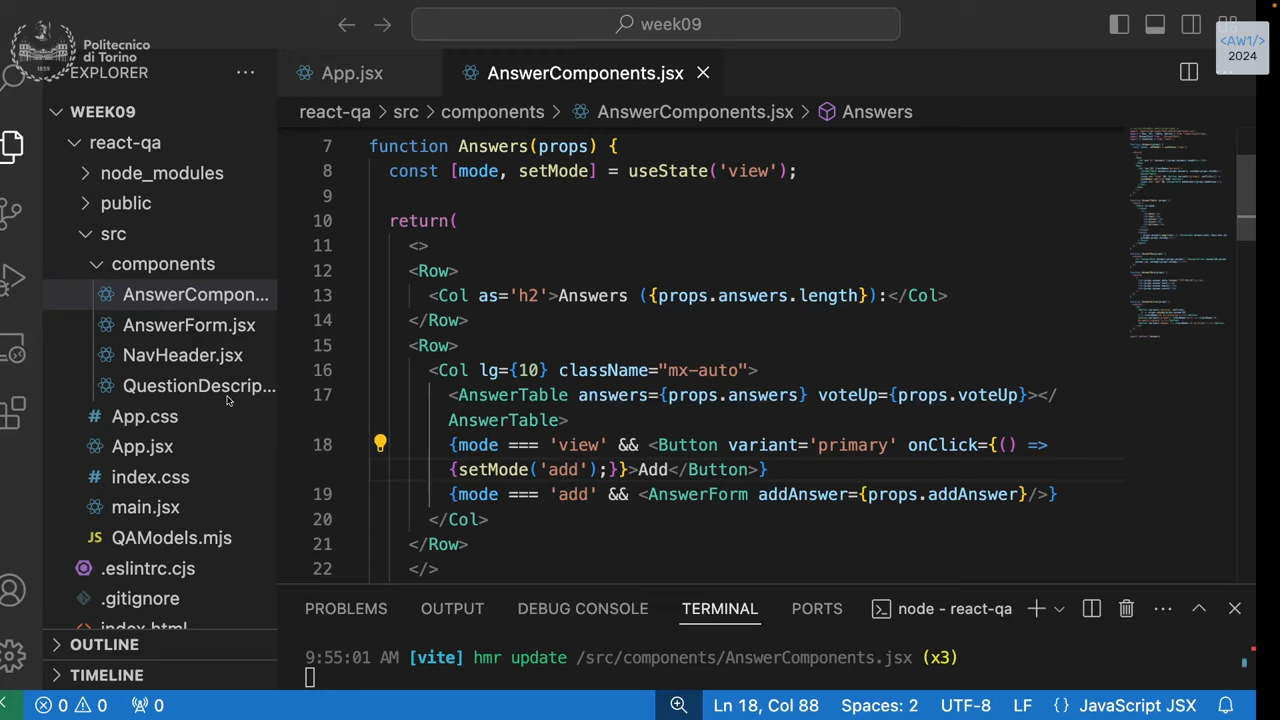 week09
Politecnico
di Torino
1859
<AW1/>
2024
EXPLORER
App.jsx
AnswerComponents.jsx
WEEK09
react-qa > src > components > AnswerComponents.jsx > Answers
react-qa
node_modules
public
src
components
AnswerCompon...
AnswerForm.jsx
NavHeader.jsx
QuestionDescrip...
App.css
App.jsx
index.css
main.jsx
JS QAModels.mjs
.eslintrc.cjs
.gitignore
index.html
OUTLINE
TIMELINE
7 function Answers(props) {
8 const [mode, setMode] = useState('view');
9
10 return(
11 <>
12 <Row>
13 <Col as='h2'>Answers ({props.answers.length}):</Col>
14 </Row>
15 <Row>
16 <Col lg={10} className="mx-auto">
17 <AnswerTable answers={props.answers} voteUp={props.voteUp}></
AnswerTable>
18 {mode === 'view' && <Button variant='primary' onClick={() =>
{setMode('add');}}>Add</Button>}
19 {mode === 'add' && <AnswerForm addAnswer={props.addAnswer}/>}
20 </Col>
21 </Row>
22 </>
PROBLEMS OUTPUT DEBUG CONSOLE TERMINAL PORTS node - react-qa
9:55:01 AM [vite] hmr update /src/components/AnswerComponents.jsx (x3)
0 0 0 Ln 18, Col 88 Spaces: 2 UTF-8 LF {} JavaScript JSX